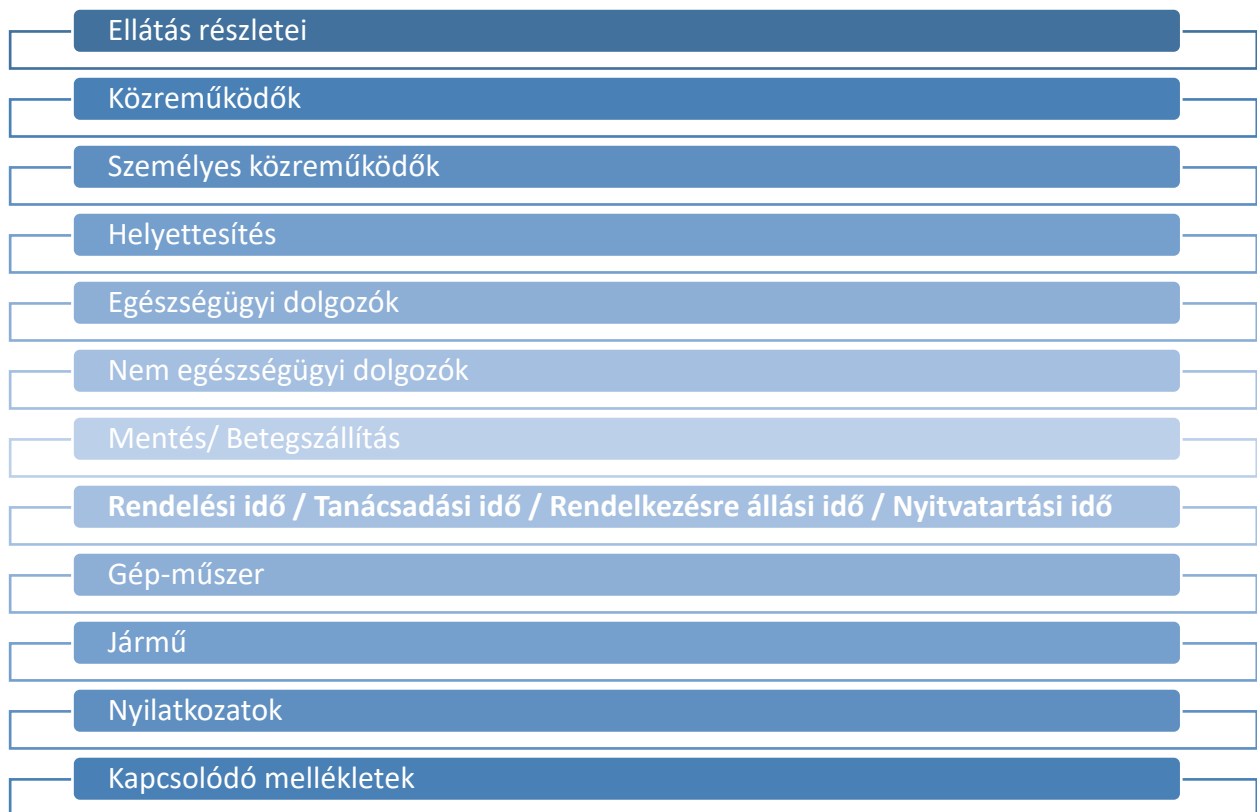 Ellátás részletei
Közreműködők
Személyes közreműködők
Helyettesítés
Egészségügyi dolgozók
Nem egészségügyi dolgozók
Mentés/ Betegszállítás
Rendelési idő / Tanácsadási idő / Rendelkezésre állási idő / Nyitvatartási idő
Gép-műszer
Jármű
Nyilatkozatok
Kapcsolódó mellékletek